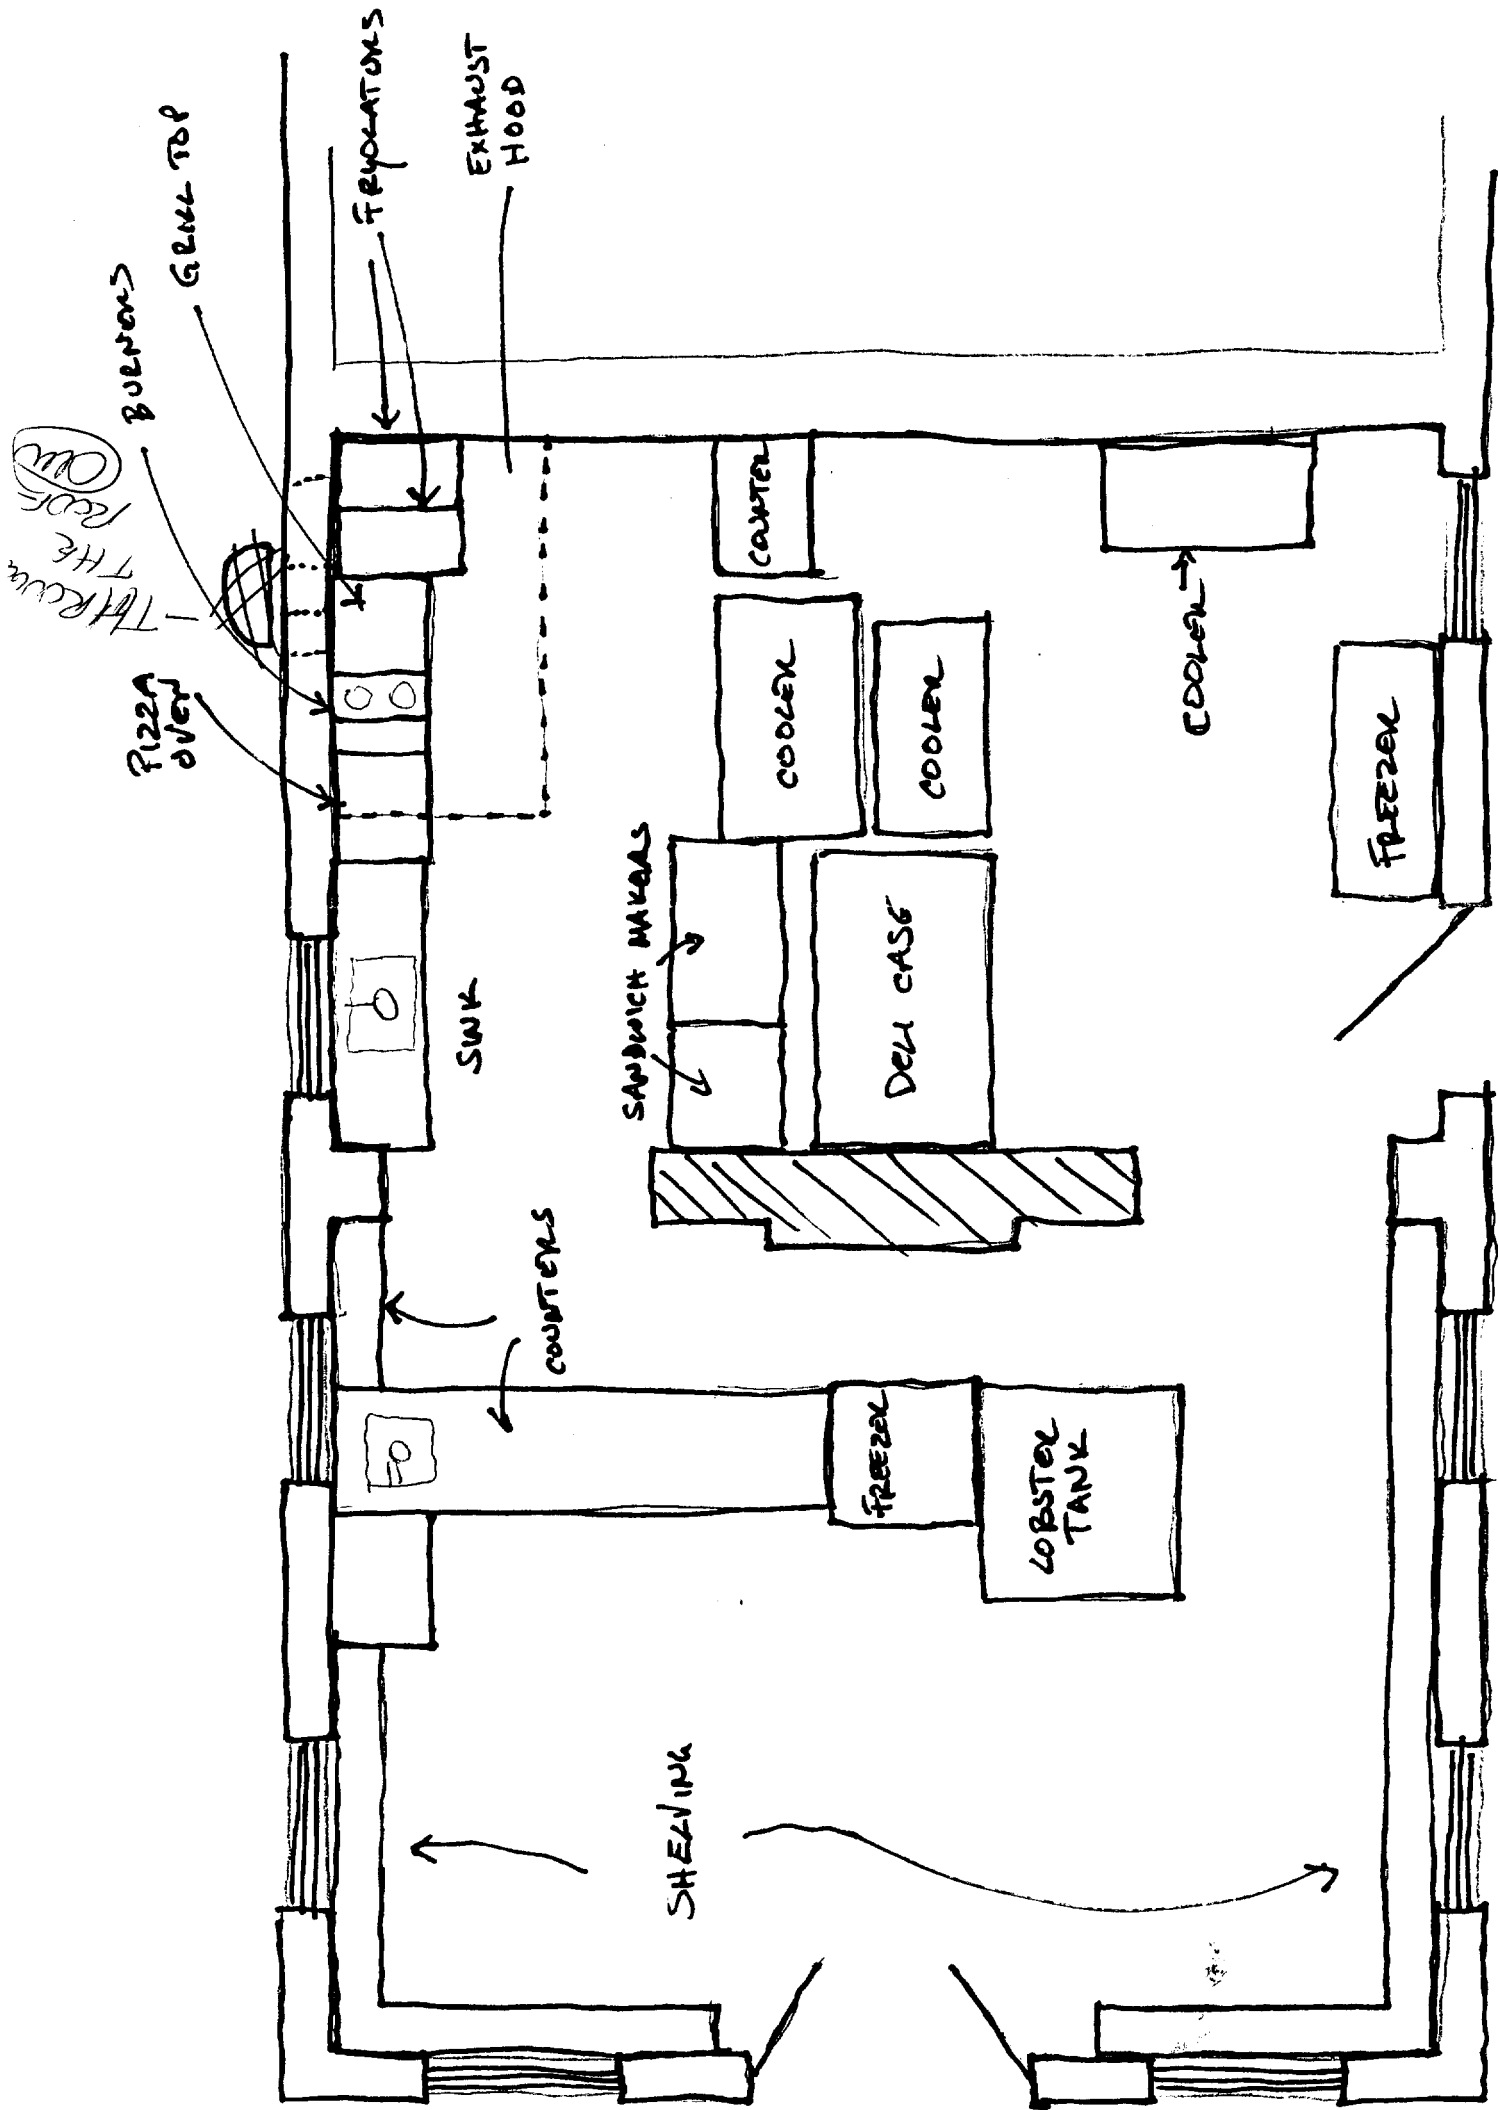 THROUGH
THE
ROOF
PIZZA
OVEN
BURNERS
GRILL TOP
FRYOLATORS
EXHAUST
HOOD
SINK
COUNTERS
SANDWICH MAKERS
SHELVING
COUNTER
COOLER
FREEZER
DELI CASE
COOLER
LOBSTER
TANK
COOLER
FREEZER